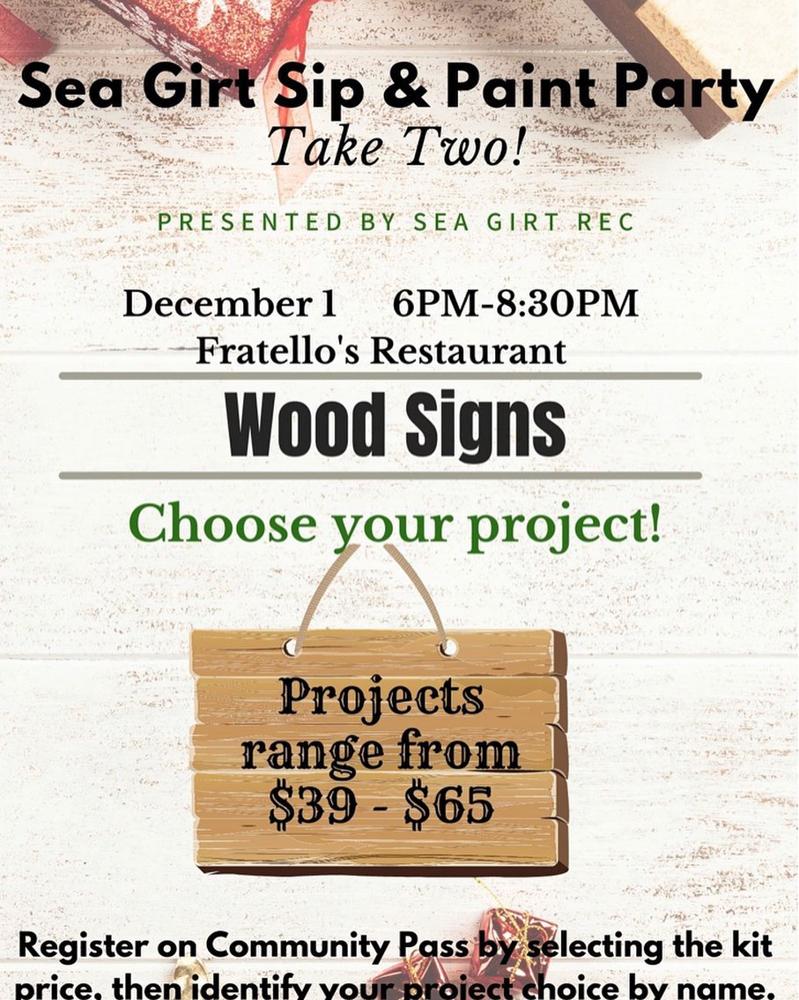 Sea Girt Sip & Paint Party
Take Two!
PRESENTED BY SEA GIRT REC
December 1 6PM-8:30PM
Fratello's Restaurant
Wood Signs
Choose your project!
Projects
range from
$39 - $65
Register on Community Pass by selecting the kit
price, then identify your project choice by name.